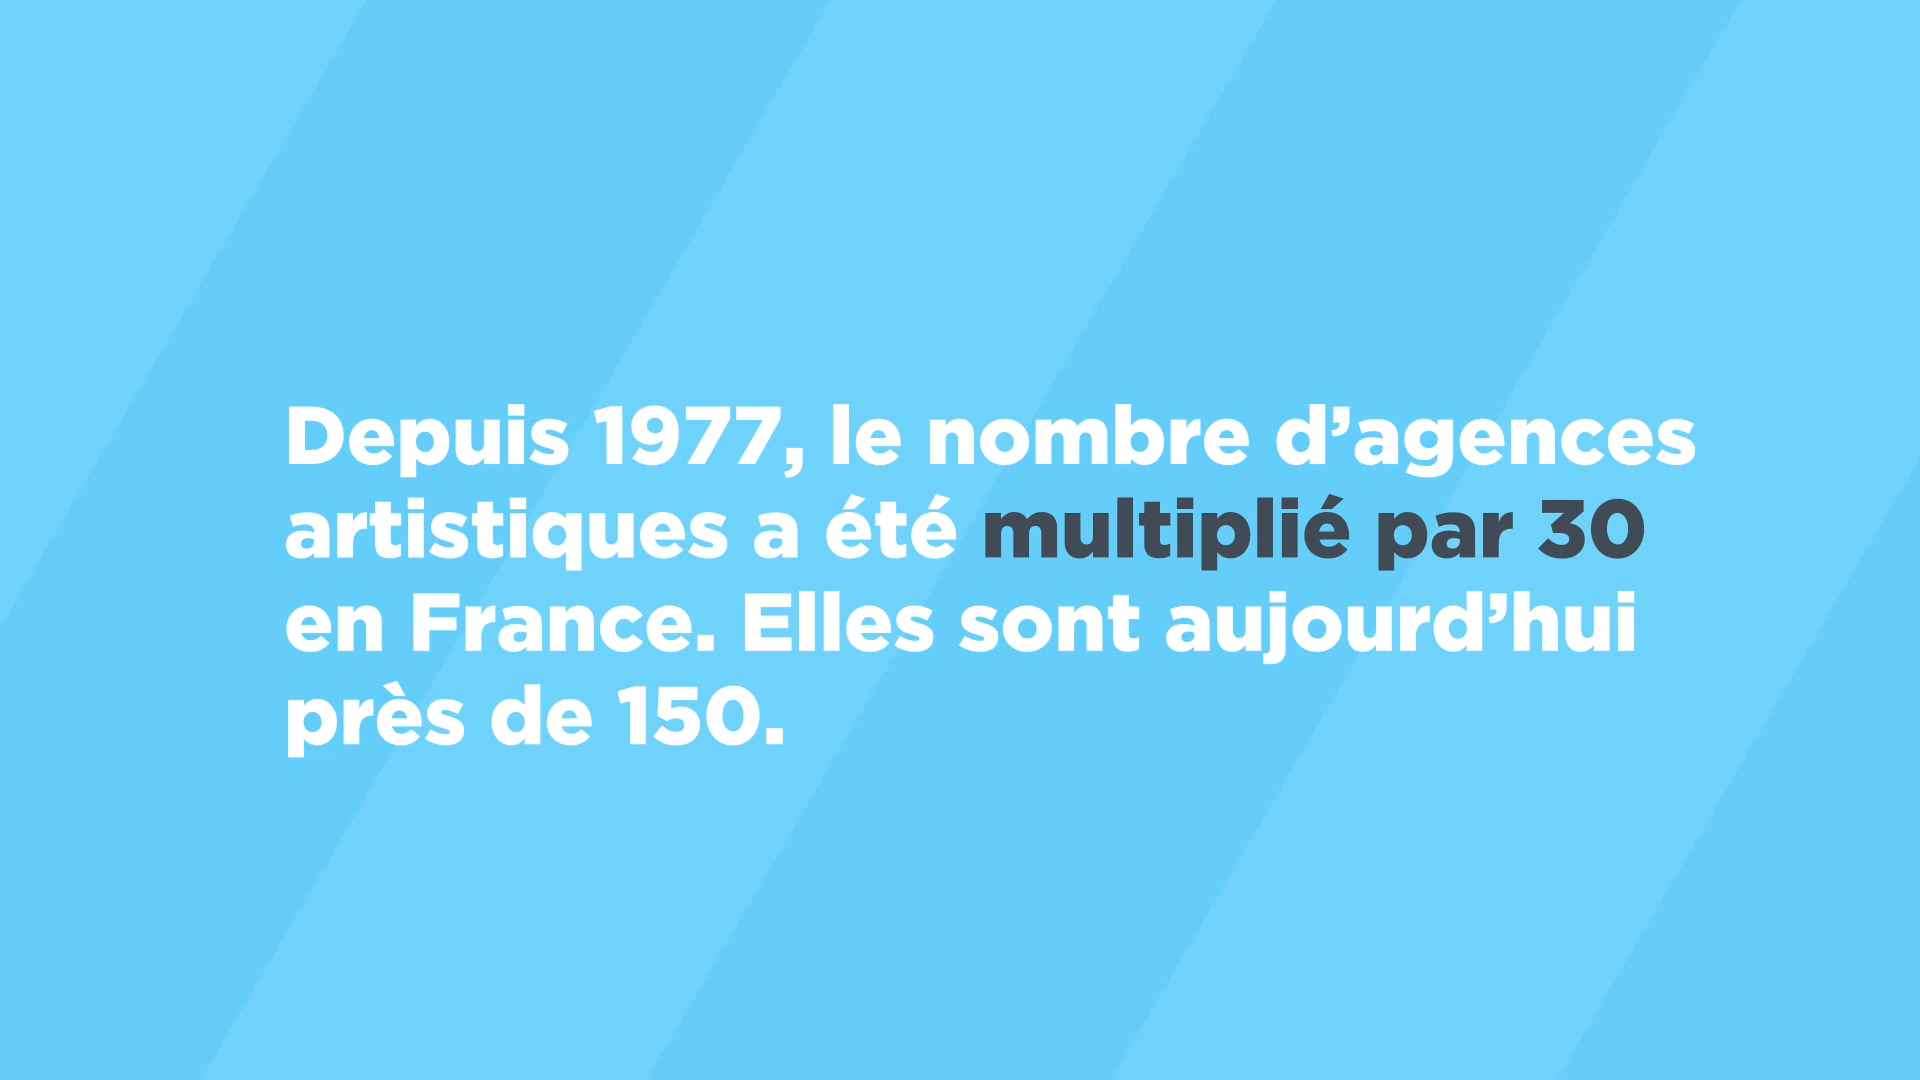 Depuis 1977, le nombre d’agences
artistiques a été multiplié par 30
en France. Elles sont aujourd’hui
près de 150.